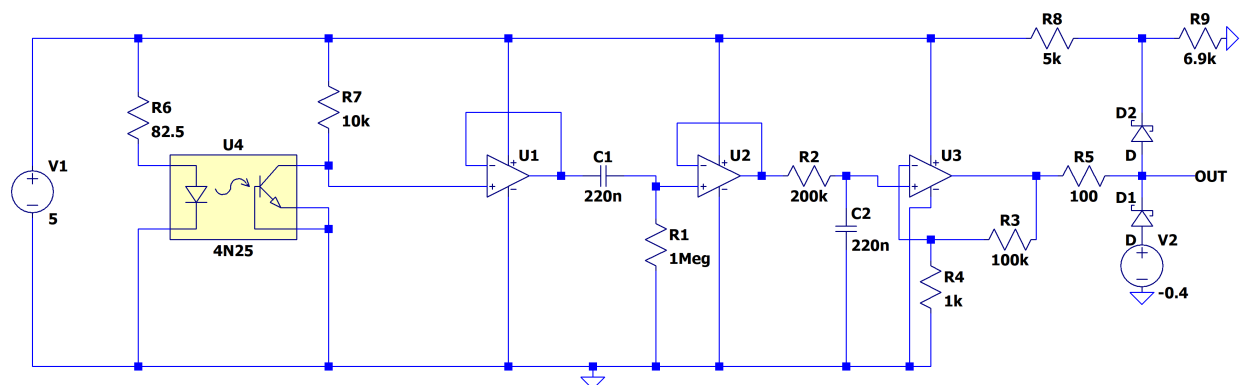 R8
5k
R9
6.9k
R6
82.5
R7
10k
U4
4N25
V1
5
U1
C1
220n
R1
1Meg
U2
R2
200k
C2
220n
U3
R4
1k
R3
100k
R5
100
D2
D
OUT
D1
D
V2
-0.4